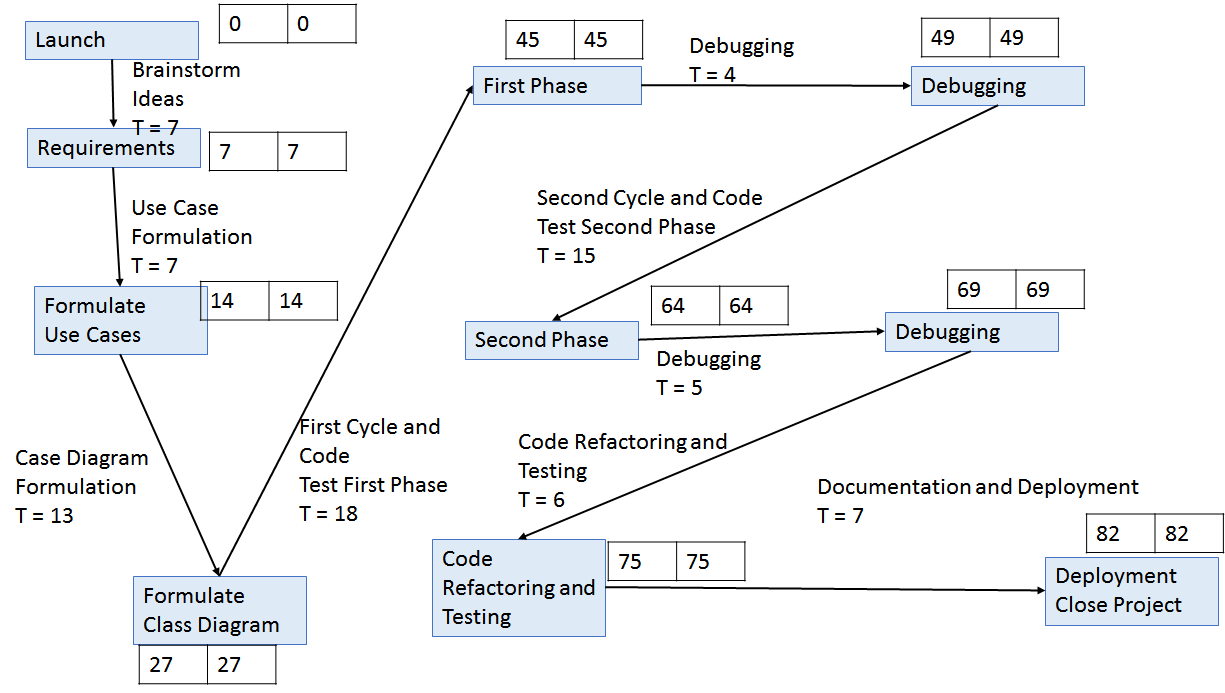 Launch
0 0
Brainstorm
Ideas
T = 7
Requirements
7 7
Use Case
Formulation
T = 7
Formulate
Use Cases
14 14
Case Diagram
Formulation
T = 13
Formulate
Class Diagram
27 27
First Cycle and
Code
Test First Phase
T = 18
First Phase
45 45
Debugging
T = 4
Debugging
49 49
Second Cycle and Code
Test Second Phase
T = 15
Second Phase
64 64
Debugging
T = 5
Debugging
69 69
Code Refactoring and
Testing
T = 6
Code
Refactoring and
Testing
75 75
Documentation and Deployment
T = 7
Deployment
Close Project
82 82